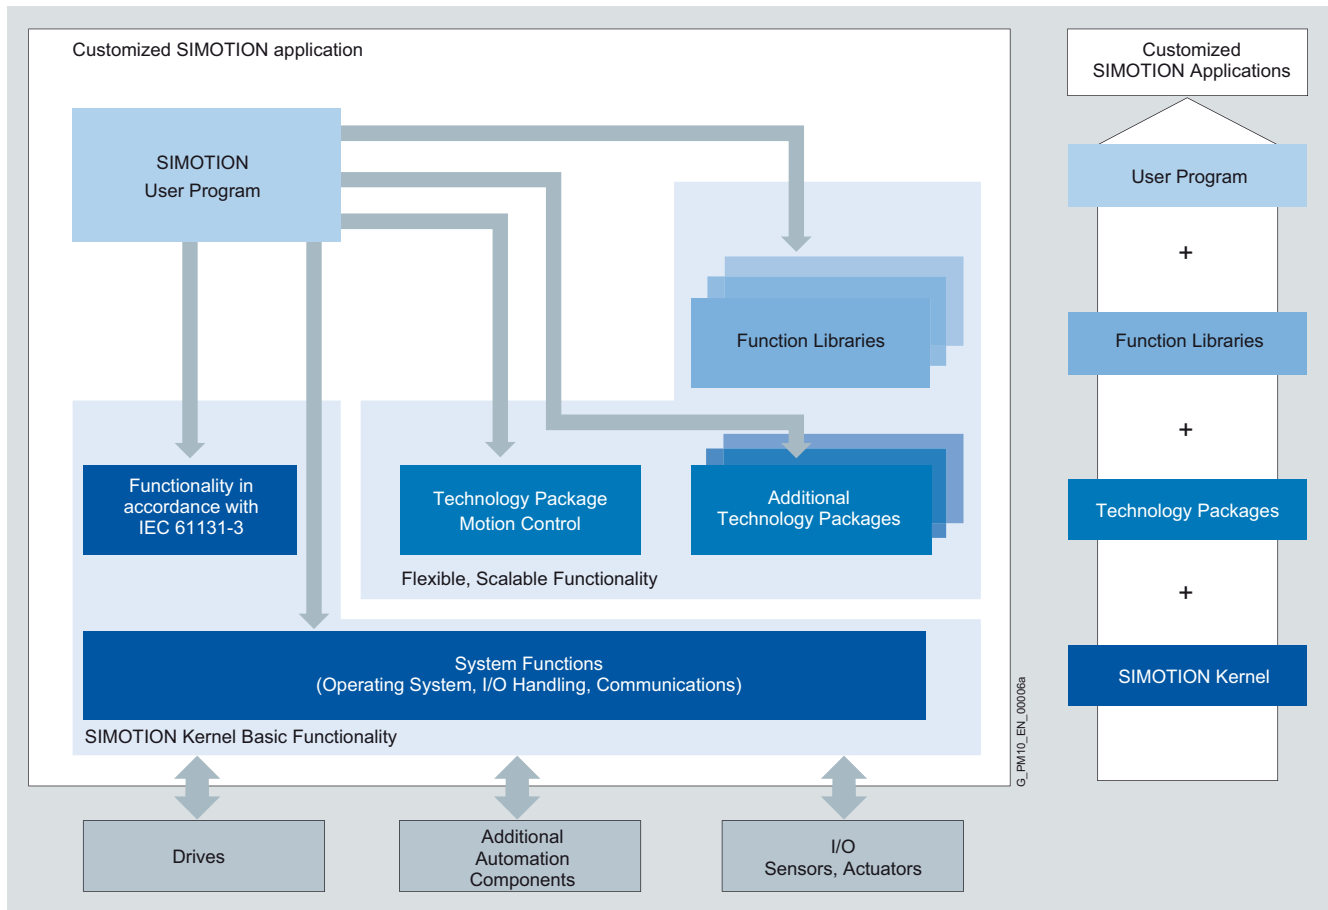 Customized SIMOTION application
SIMOTION
User Program
Function Libraries
Functionality in
accordance with
IEC 61131-3
Technology Package
Motion Control
Additional
Technology Packages
Flexible, Scalable Functionality
System Functions
(Operating System, I/O Handling, Communications)
SIMOTION Kernel Basic Functionality
Drives
Additional
Automation
Components
I/O
Sensors, Actuators
G_PM10_EN_00006a
Customized
SIMOTION Applications
User Program
+
Function Libraries
+
Technology Packages
+
SIMOTION Kernel